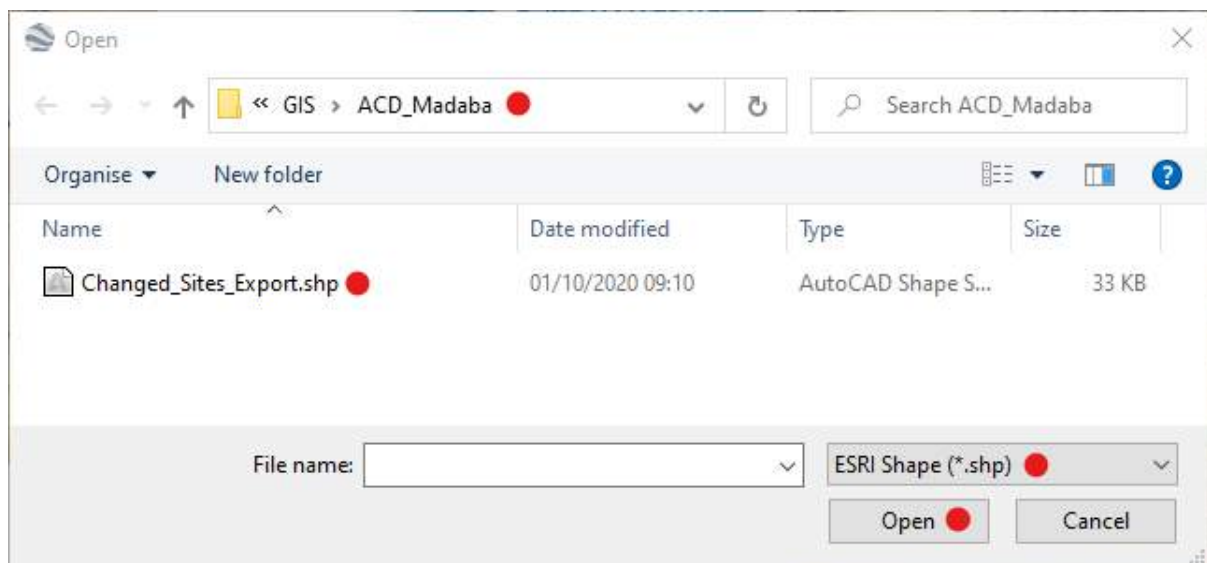 Open
« GIS › ACD_Madaba
Search ACD_Madaba
Organise
New folder
?
Name Date modified Type Size
Changed_Sites_Export.shp 01/10/2020 09:10 AutoCAD Shape S... 33 KB
File name:
ESRI Shape (*.shp)
Open Cancel